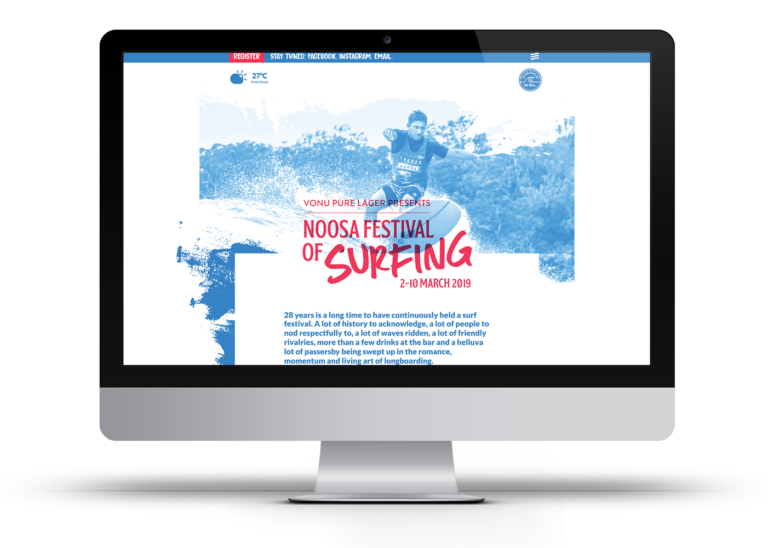 REGISTER STAY TUNED: FACEBOOK. INSTAGRAM. EMAIL.
27°C
VONU PURE LAGER PRESENTS
NOOSA FESTIVAL
OF SURFING
2-10 MARCH 2019
28 years is a long time to have continuously held a surf
festival. A lot of history to acknowledge, a lot of people to
nod respectfully to, a lot of waves ridden, a lot of friendly
rivalries, more than a few drinks at the bar and a helluva
lot of passersby being swept up in the romance,
momentum and living art of longboarding.